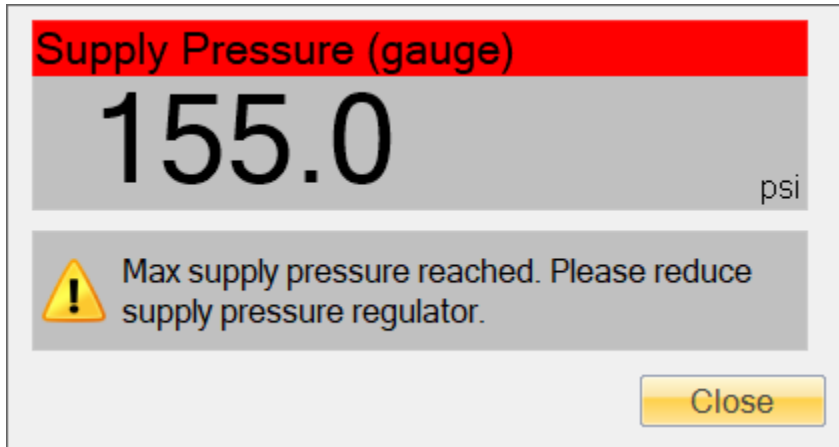 Supply Pressure (gauge)
155.0
psi
Max supply pressure reached. Please reduce
supply pressure regulator.
Close